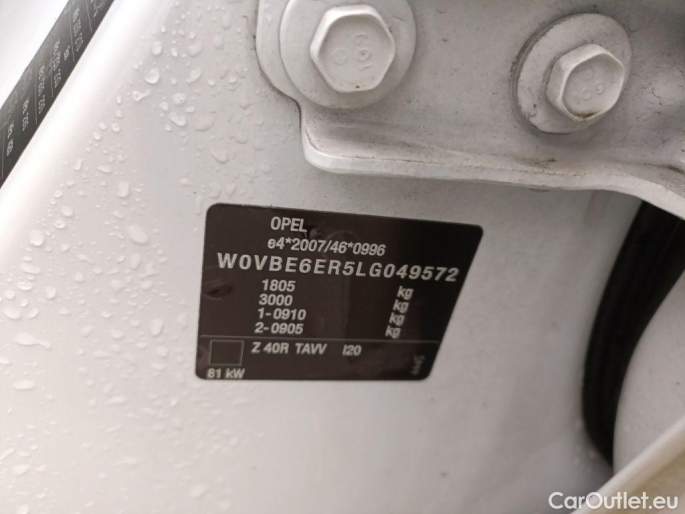 OPEL
e4*2007/46*0996
W0VBE6ER5LG049572
1805 kg
3000 kg
1-0910 kg
2-0905 kg
Z 40R TAVV I20
81 kW
CarOutlet.eu